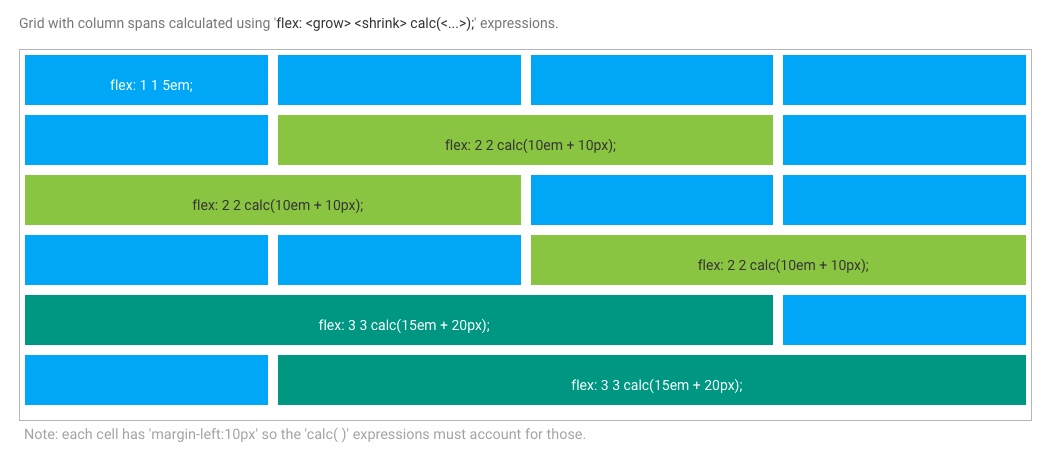 Grid with column spans calculated using 'flex: <grow> <shrink> calc(<...>);' expressions.
flex: 1 1 5em;
flex: 2 2 calc(10em + 10px);
flex: 2 2 calc(10em + 10px);
flex: 2 2 calc(10em + 10px);
flex: 3 3 calc(15em + 20px);
flex: 3 3 calc(15em + 20px);
Note: each cell has 'margin-left:10px' so the 'calc( )' expressions must account for those.